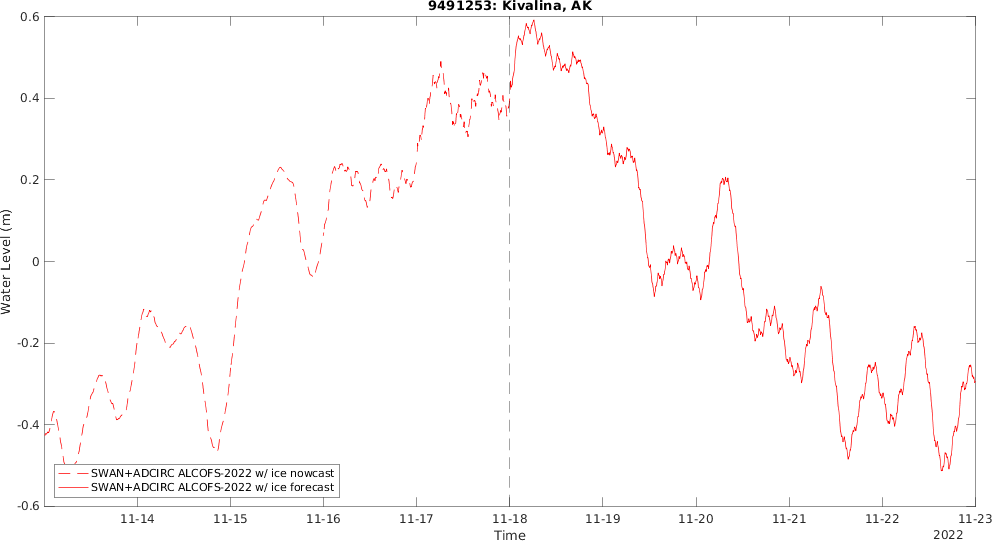 9491253: Kivalina, AK
Water Level (m)
0.6
0.4
0.2
0
-0.2
-0.4
-0.6
SWAN+ADCIRC ALCOFS-2022 w/ ice nowcast
SWAN+ADCIRC ALCOFS-2022 w/ ice forecast
11-14 11-15 11-16 11-17 11-18 11-19 11-20 11-21 11-22 11-23
Time
2022